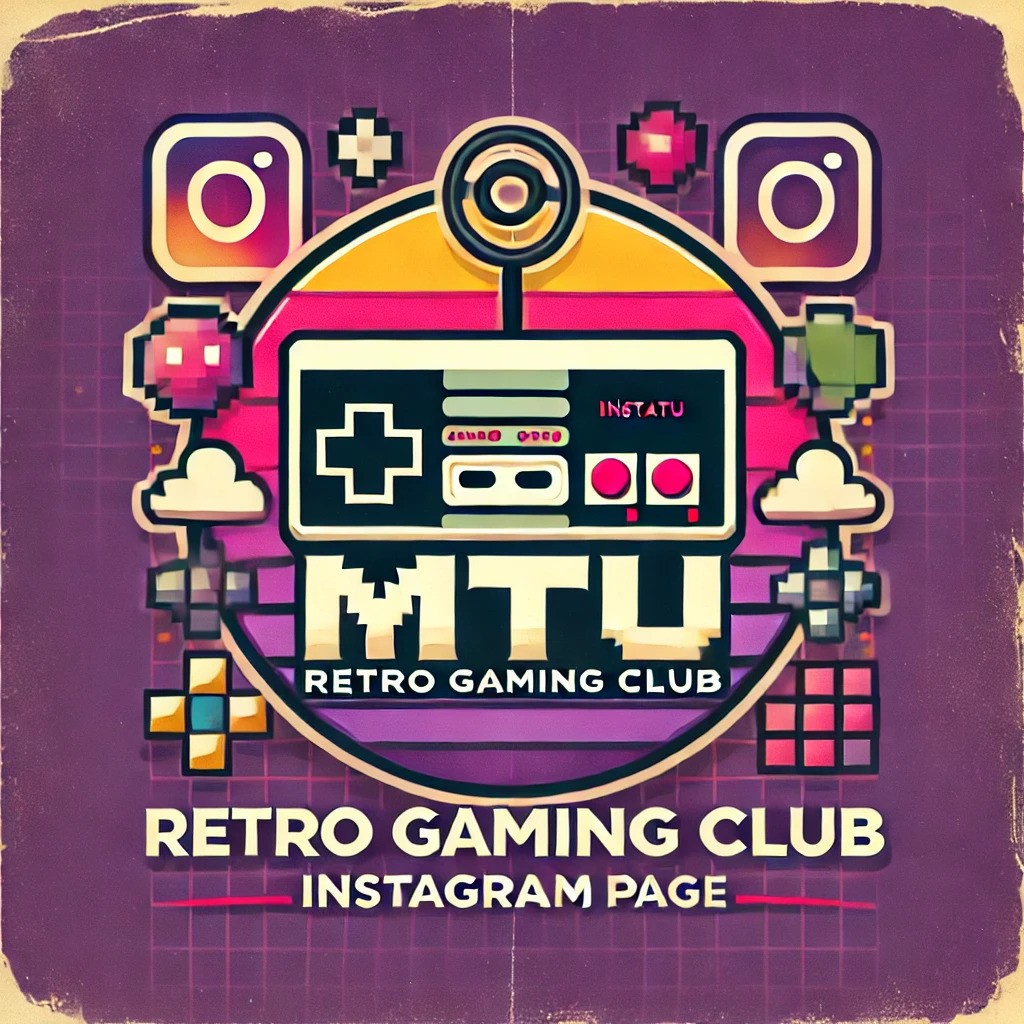 INSTATU
MTU
RETRO GAMING CLUB
RETRO GAMING CLUB
INSTAGRAM PAGE